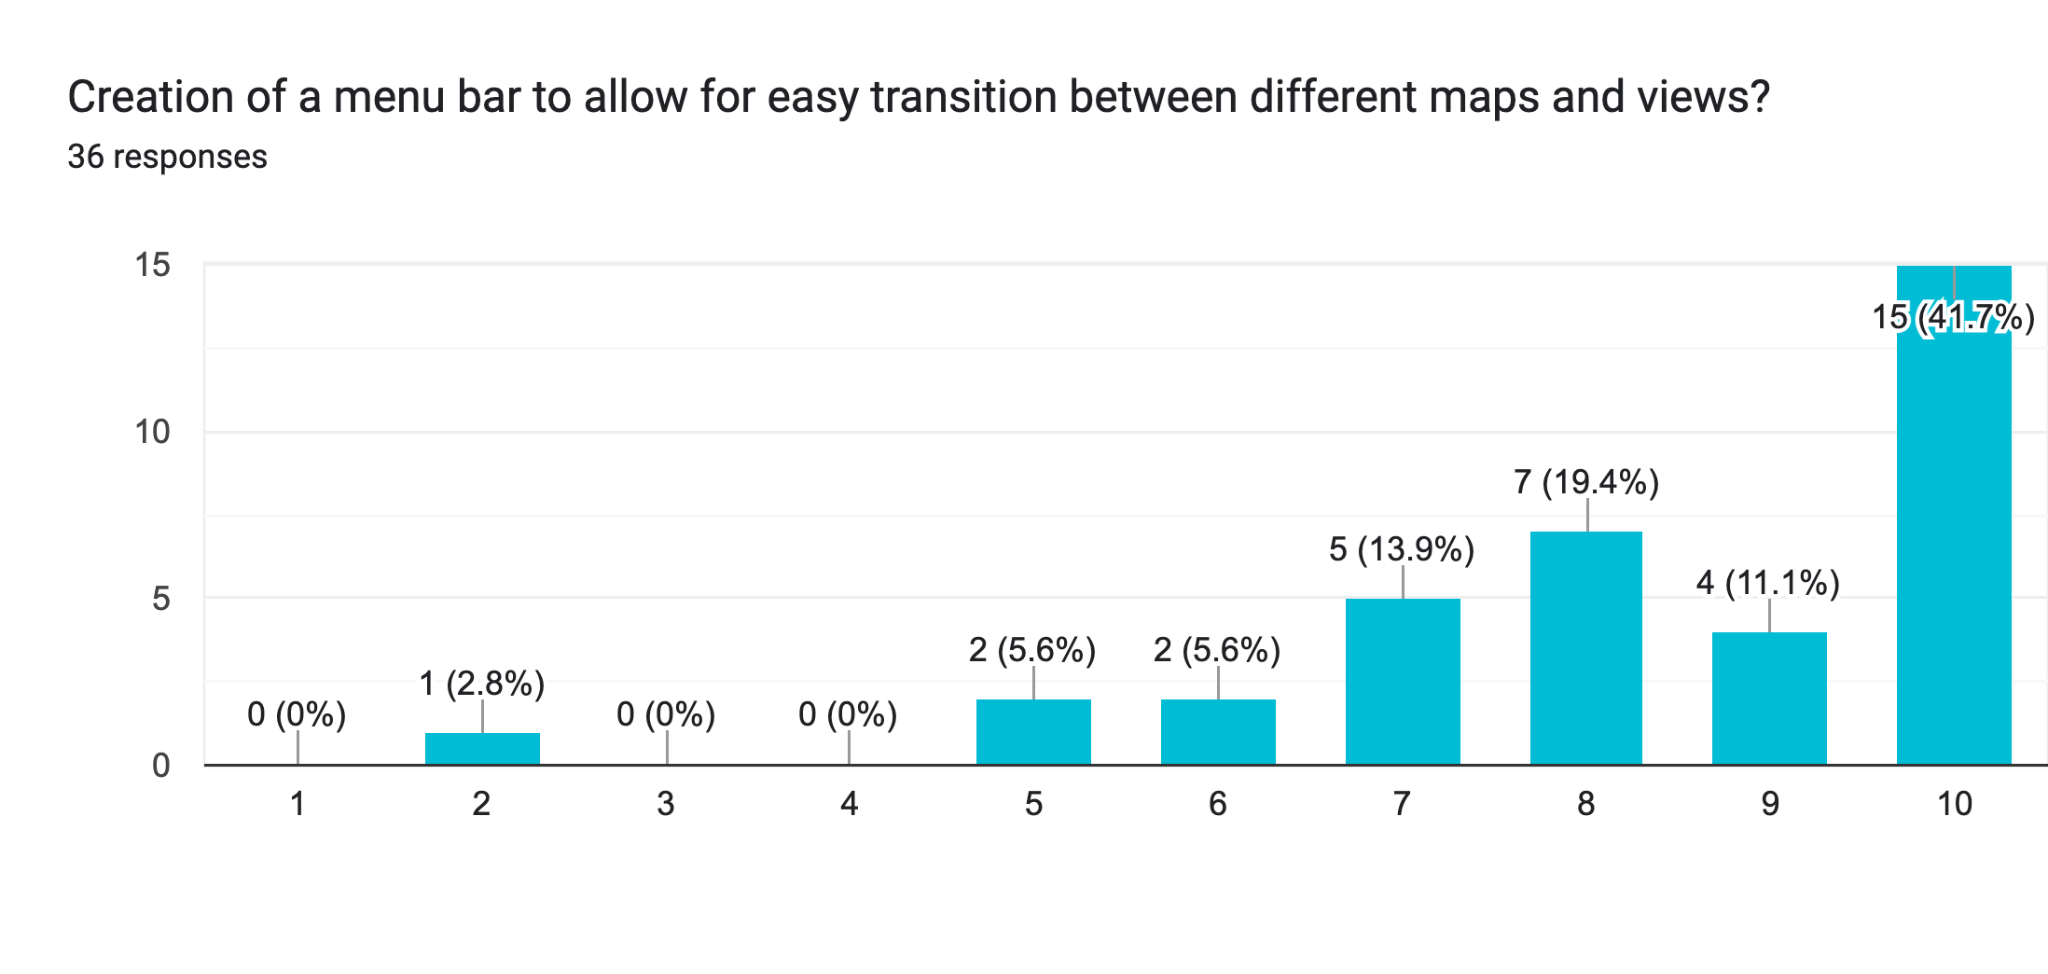 Creation of a menu bar to allow for easy transition between different maps and views?
36 responses
15
15 (41.7%)
10
7 (19.4%)
5 (13.9%)
4 (11.1%)
5
2 (5.6%) 2 (5.6%)
1 (2.8%)
0 (0%) 0 (0%) 0 (0%)
0
1 2 3 4 5 6 7 8 9 10